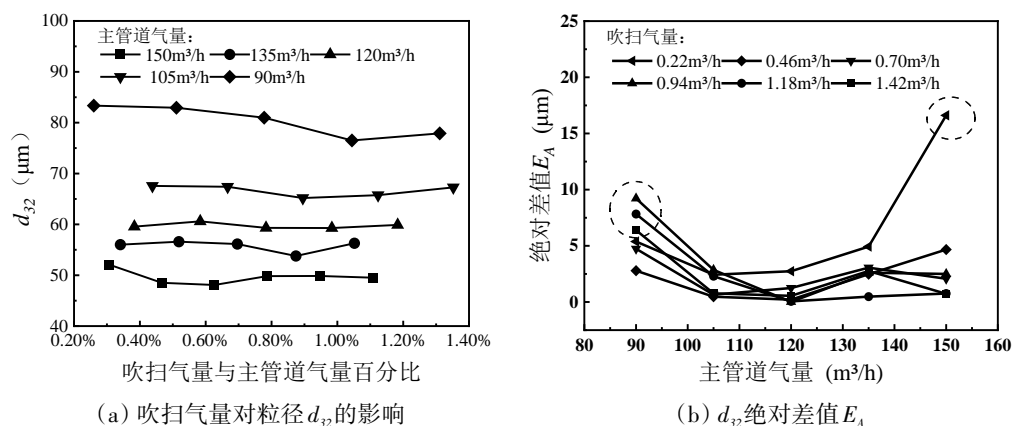 主管道气量:
150m³/h 135m³/h 120m³/h
105m³/h 90m³/h
d32 (μm)
100
90
80
70
60
50
40
0.20% 0.40% 0.60% 0.80% 1.00% 1.20% 1.40%
吹扫气量与主管道气量百分比
(a) 吹扫气量对粒径d32的影响
吹扫气量:
0.22m³/h 0.46m³/h 0.70m³/h
0.94m³/h 1.18m³/h 1.42m³/h
绝对差值EA (μm)
25
20
15
10
5
0
80 90 100 110 120 130 140 150 160
主管道气量 (m³/h)
(b) d32绝对差值EA